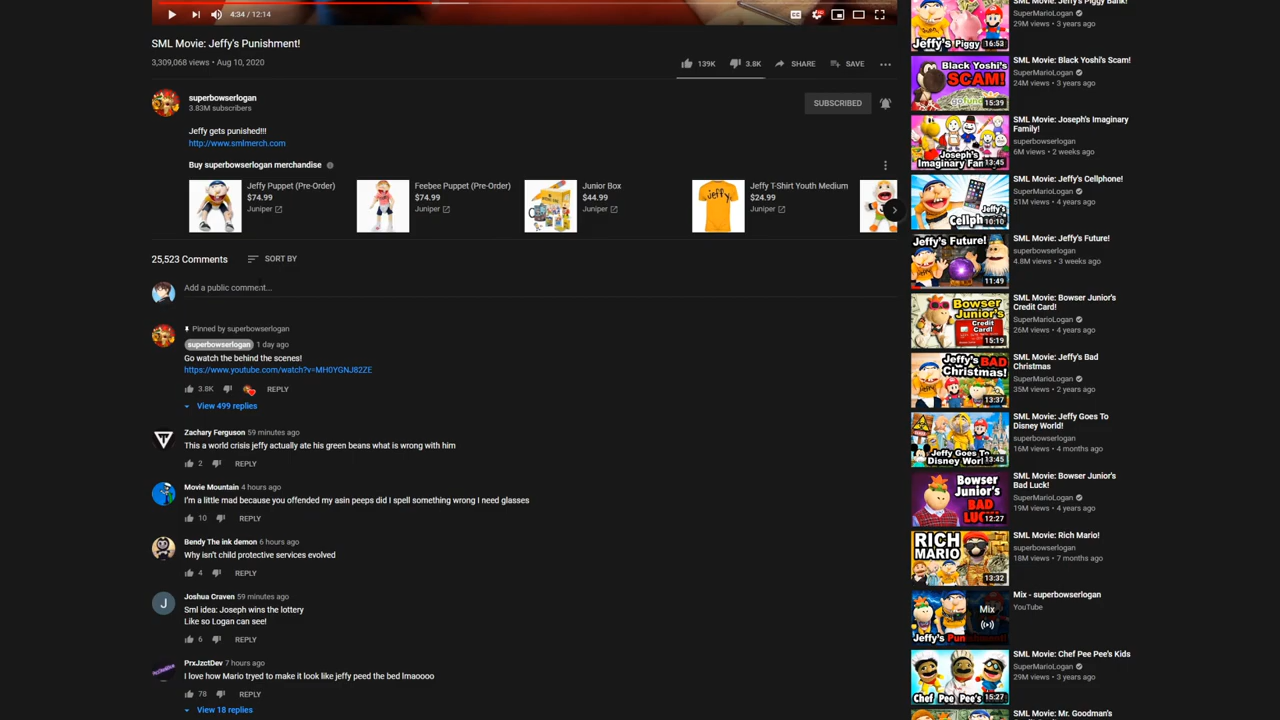 4:34 / 12:14
SML Movie: Jeffy's Punishment!
3,309,068 views • Aug 10, 2020
139K
3.8K
SHARE
SAVE
superbowserlogan
3.83M subscribers
SUBSCRIBED
Jeffy gets punished!!!
http://www.smlmerch.com
Buy superbowserlogan merchandise
Jeffy Puppet (Pre-Order)
$74.99
Juniper
Feebee Puppet (Pre-Order)
$74.99
Juniper
Junior Box
$44.99
Juniper
Jeffy
Jeffy T-Shirt Youth Medium
$24.99
Juniper
25,523 Comments
SORT BY
Add a public comment...
Pinned by superbowserlogan
superbowserlogan 1 day ago
Go watch the behind the scenes!
https://www.youtube.com/watch?v=MH0YGNJ82ZE
3.8K REPLY
View 499 replies
Zachary Ferguson 59 minutes ago
This a world crisis jeffy actually ate his green beans what is wrong with him
2 REPLY
Movie Mountain 4 hours ago
I'm a little mad because you offended my asin peeps did I spell something wrong I need glasses
10 REPLY
Bendy The ink demon 6 hours ago
Why isn't child protective services evolved
4 REPLY
J
Joshua Craven 59 minutes ago
Sml idea: Joseph wins the lottery
Like so Logan can see!
6 REPLY
PrxJzctDev 7 hours ago
I love how Mario tryed to make it look like jeffy peed the bed lmaoooo
78 REPLY
View 18 replies
Jeffy's Piggy
16:53
SML Movie: Jeffy's Piggy Bank!
SuperMarioLogan
29M views • 3 years ago
Black Yoshi's
SCAM!
gofun
15:39
SML Movie: Black Yoshi's Scam!
SuperMarioLogan
24M views • 3 years ago
Joseph's
Imaginary Fam
13:45
SML Movie: Joseph's Imaginary
Family!
superbowserlogan
6M views • 2 weeks ago
Jeffy's
Cellph
10:10
SML Movie: Jeffy's Cellphone!
SuperMarioLogan
51M views • 4 years ago
Jeffy's Future!
11:49
SML Movie: Jeffy's Future!
superbowserlogan
4.8M views • 3 weeks ago
Bowser
Junior's
Credit
Card!
15:19
SML Movie: Bowser Junior's
Credit Card!
SuperMarioLogan
26M views • 4 years ago
Jeffy's BAD
Christmas!
13:37
SML Movie: Jeffy's Bad
Christmas
SuperMarioLogan
35M views • 2 years ago
Jeffy Goes To
Disney Worl
13:45
SML Movie: Jeffy Goes To
Disney World!
superbowserlogan
16M views • 4 months ago
Bowser
Junior's
BAD
LUCK
12:27
SML Movie: Bowser Junior's
Bad Luck!
SuperMarioLogan
19M views • 4 years ago
RICH
MARIO
13:32
SML Movie: Rich Mario!
superbowserlogan
18M views • 7 months ago
Mix
Jeffy's Punishment!
Mix - superbowserlogan
YouTube
Chef Pee Pee's
15:27
SML Movie: Chef Pee Pee's Kids
SuperMarioLogan
29M views • 3 years ago
SML Movie: Mr. Goodman's